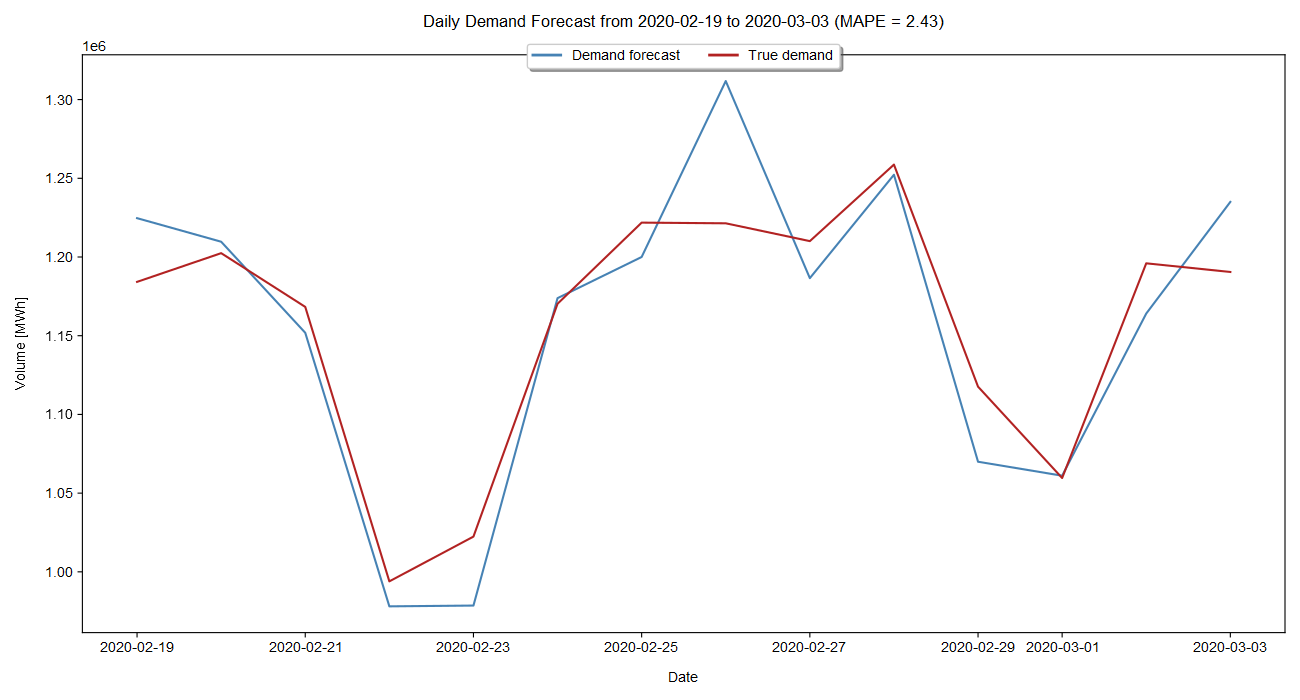 Daily Demand Forecast from 2020-02-19 to 2020-03-03 (MAPE = 2.43)
1e6
Demand forecast True demand
1.30
1.25
1.20
1.15
1.10
1.05
1.00
Volume [MWh]
2020-02-19 2020-02-21 2020-02-23 2020-02-25 2020-02-27 2020-02-29 2020-03-01 2020-03-03
Date